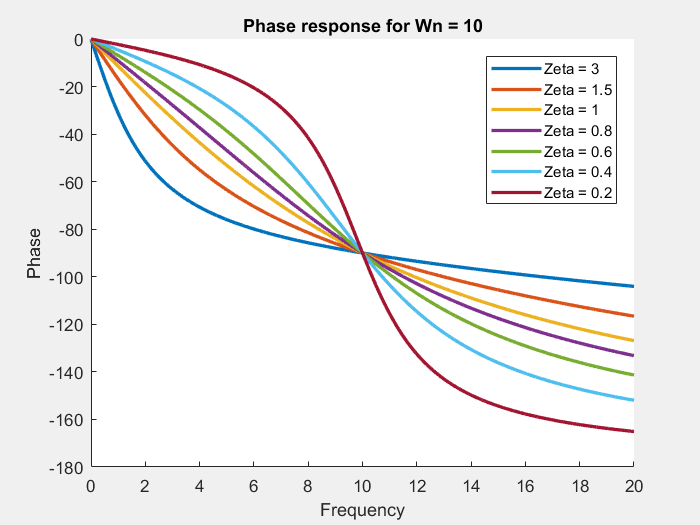 Phase response for Wn = 10
Zeta = 3
Zeta = 1.5
Zeta = 1
Zeta = 0.8
Zeta = 0.6
Zeta = 0.4
Zeta = 0.2
Phase
0
-20
-40
-60
-80
-100
-120
-140
-160
-180
0 2 4 6 8 10 12 14 16 18 20
Frequency